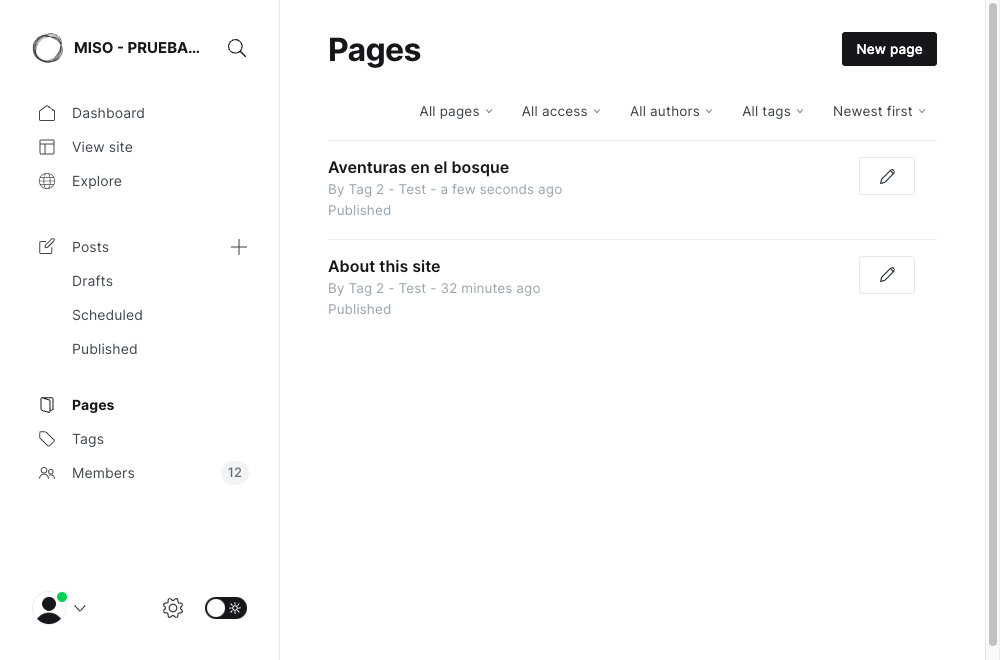 MISO - PRUEBA...
Dashboard
View site
Explore
Posts
Drafts
Scheduled
Published
Pages
Tags
Members 12
Pages
New page
All pages All access All authors All tags Newest first
Aventuras en el bosque
By Tag 2 - Test - a few seconds ago
Published
About this site
By Tag 2 - Test - 32 minutes ago
Published